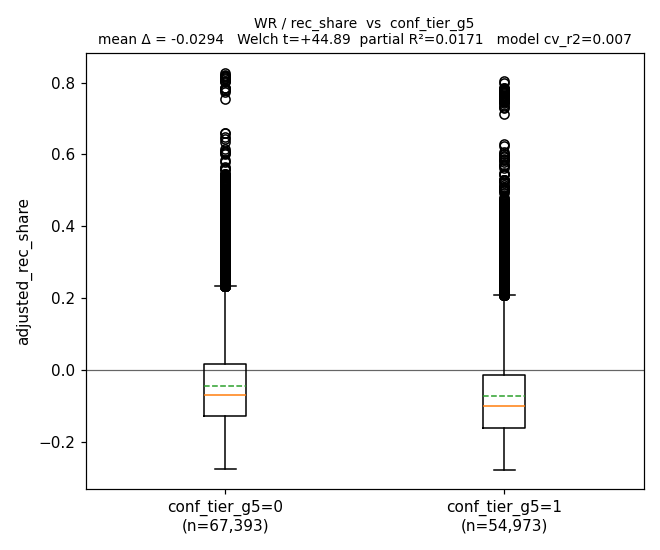 WR / rec_share  vs  conf_tier_g5
mean Δ = -0.0294   Welch t=+44.89  partial R²=0.0171   model cv_r2=0.007
adjusted_rec_share
0.8
0.6
0.4
0.2
0.0
−0.2
conf_tier_g5=0
(n=67,393)
conf_tier_g5=1
(n=54,973)